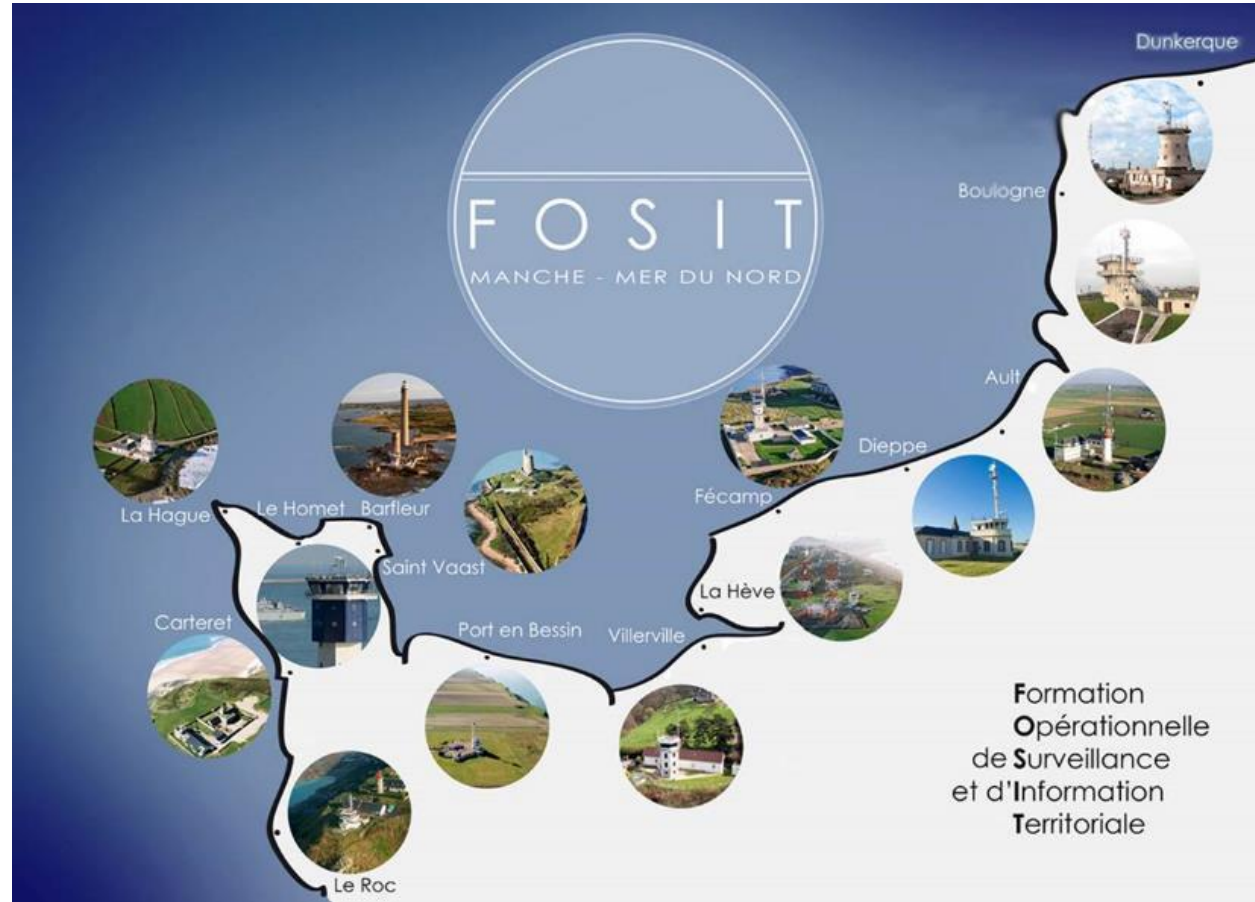 Dunkerque
Boulogne
FOSIT
MANCHE - MER DU NORD
Ault
Dieppe
Fécamp
La Hague
Le Homet
Barfleur
Saint Vaast
La Hève
Carteret
Port en Bessin
Villerville
Le Roc
Formation
Opérationnelle
de Surveillance
et d'Information
Territoriale